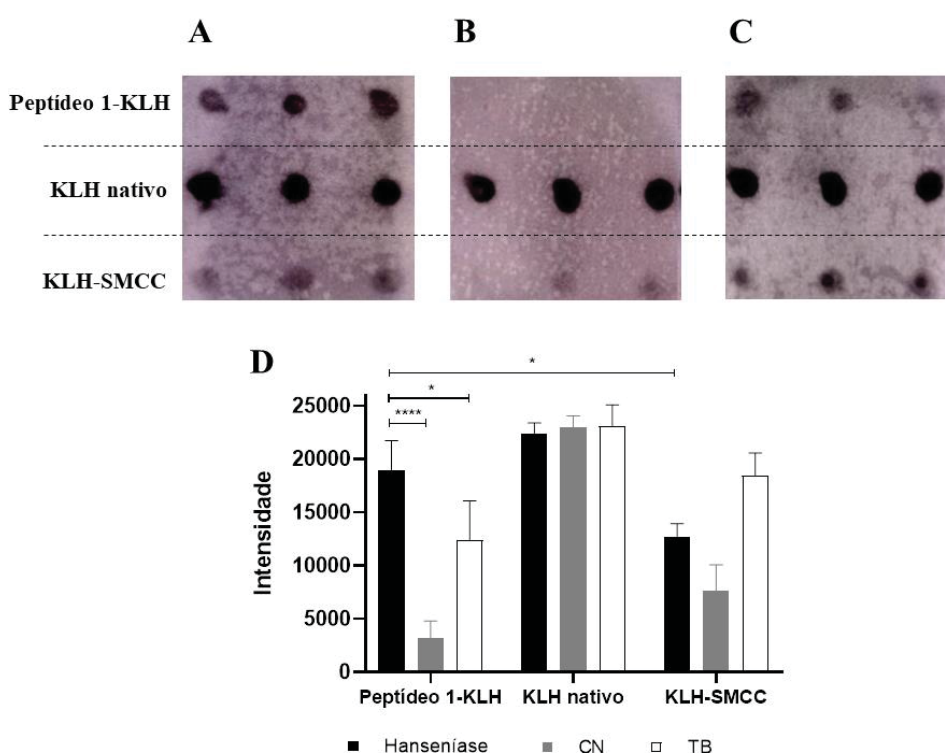 A B C
Peptídeo 1-KLH
KLH nativo
KLH-SMCC
D
*
*
****
25000
20000
15000
10000
5000
0
Intensidade
Peptídeo 1-KLH KLH nativo KLH-SMCC
Hanseníase CN TB